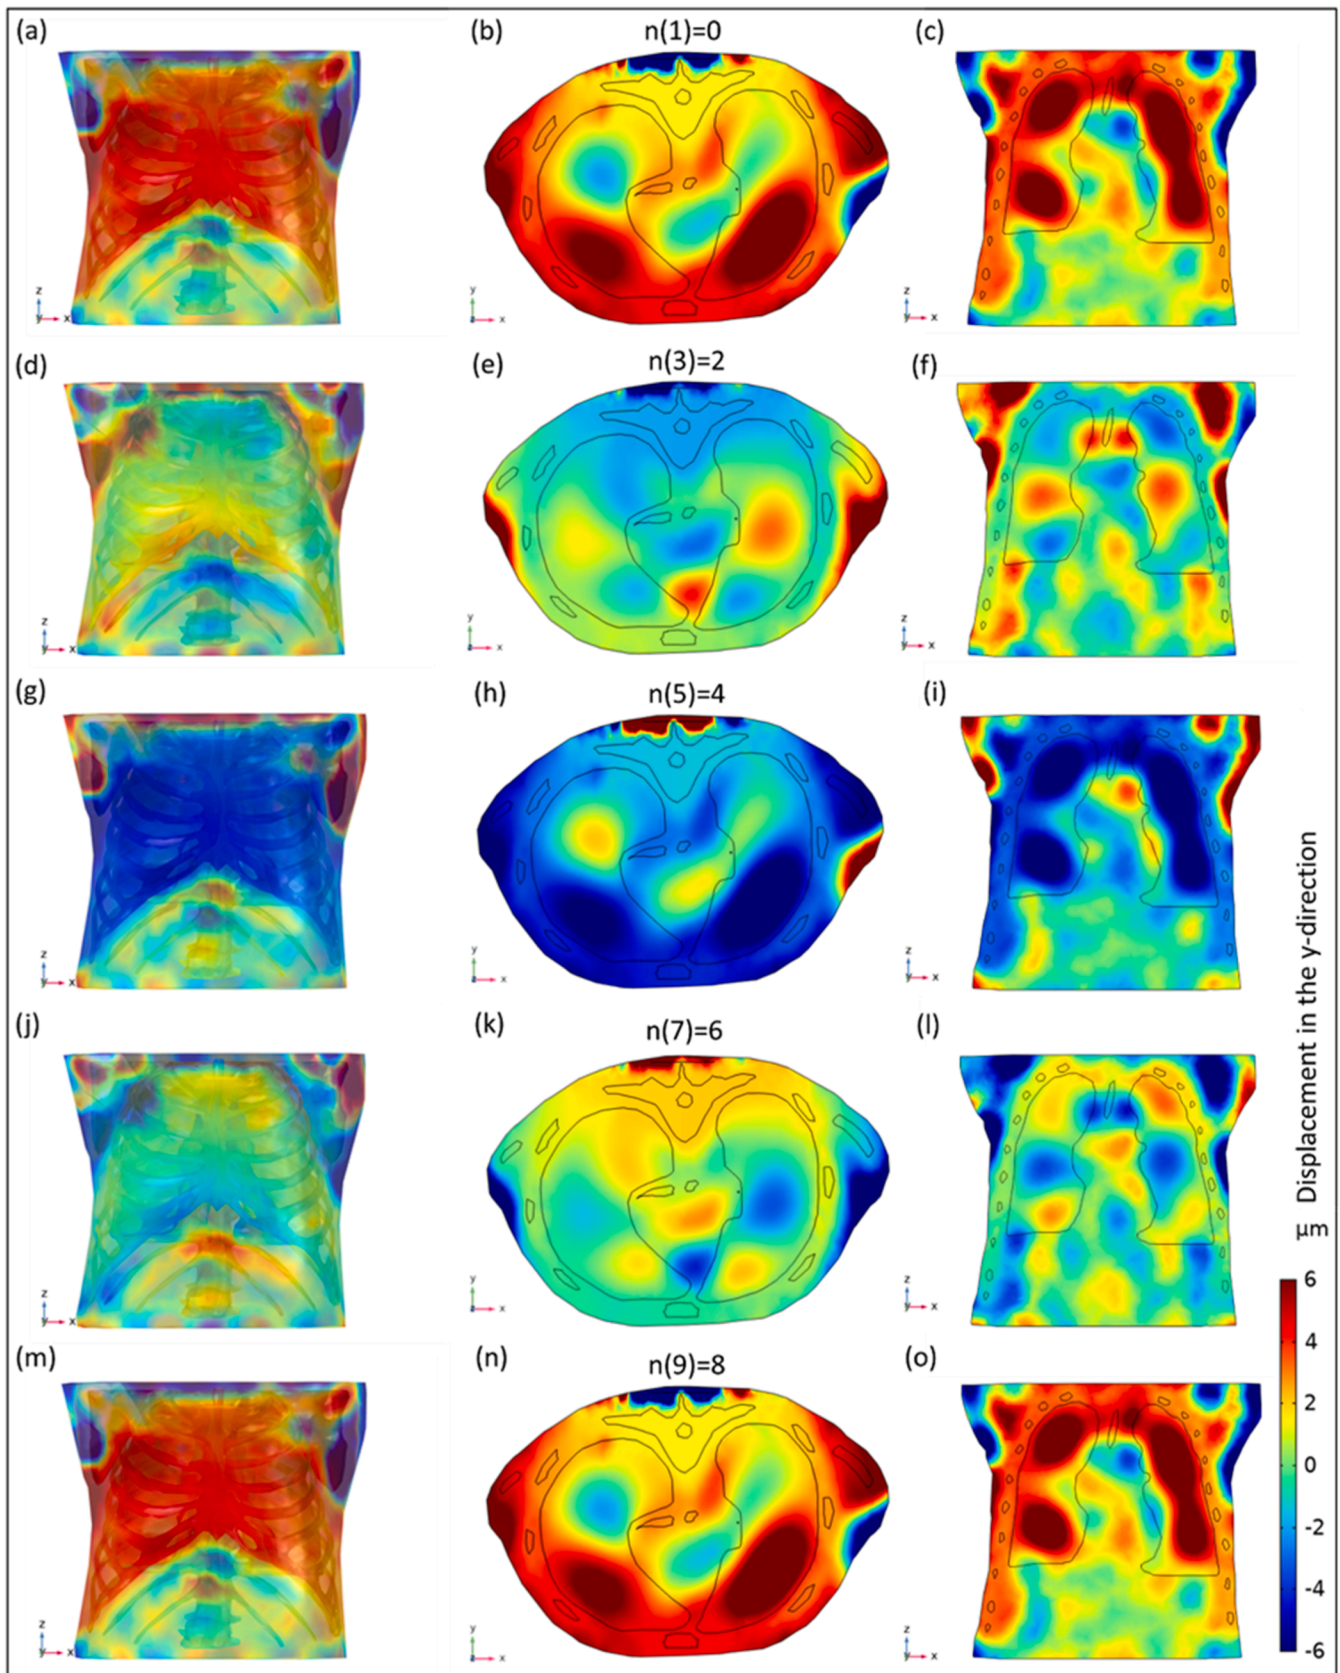 (a) (b) n(1)=0 (c)
z
y x
y
z x
z
y x
(d) (e) n(3)=2 (f)
z
y x
y
z x
z
y x
(g) (h) n(5)=4 (i)
z
y x
y
z x
z
y x
(j) (k) n(7)=6 (l)
z
y x
y
z x
z
y x
(m) (n) n(9)=8 (o)
z
y x
y
z x
z
y x
Displacement in the y-direction
μm
6
4
2
0
-2
-4
-6